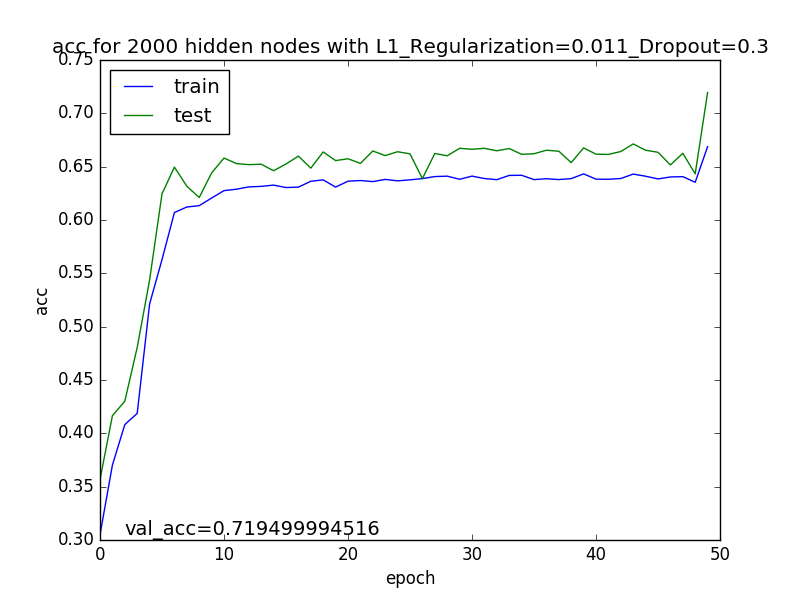 acc for 2000 hidden nodes with L1_Regularization=0.011_Dropout=0.3
0.75
0.70
0.65
0.60
0.55
0.50
0.45
0.40
0.35
0.30
acc
train
test
val_acc=0.719499994516
0 10 20 30 40 50
epoch